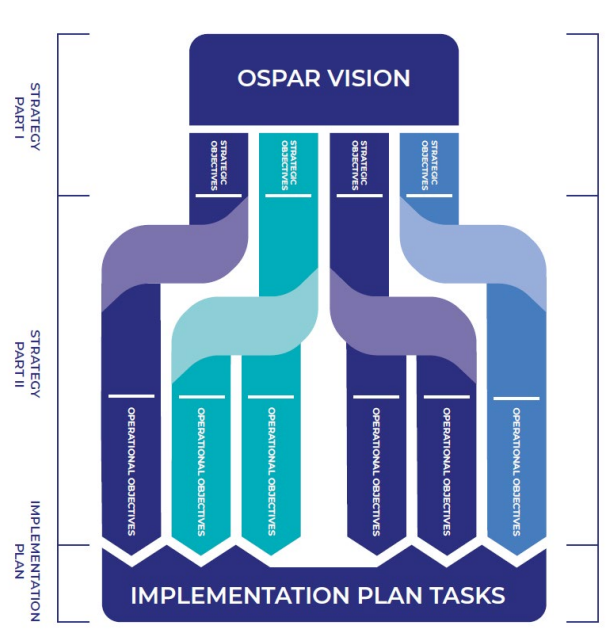 OSPAR VISION
STRATEGY
PART I
STRATEGIC
OBJECTIVES
STRATEGIC
OBJECTIVES
STRATEGIC
OBJECTIVES
STRATEGIC
OBJECTIVES
STRATEGY
PART II
OPERATIONAL OBJECTIVES
OPERATIONAL OBJECTIVES
OPERATIONAL OBJECTIVES
OPERATIONAL OBJECTIVES
OPERATIONAL OBJECTIVES
OPERATIONAL OBJECTIVES
IMPLEMENTATION
PLAN
IMPLEMENTATION PLAN TASKS